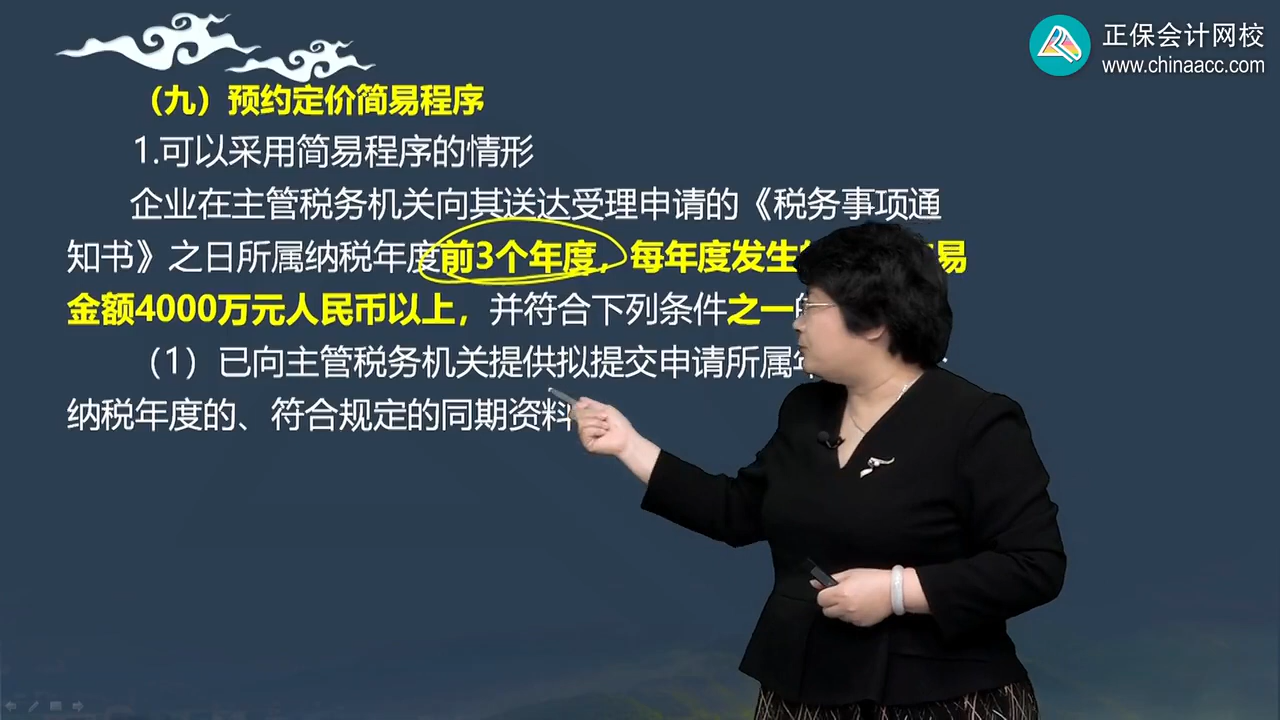 正保会计网校
www.chinaacc.com
（九）预约定价简易程序
1.可以采用简易程序的情形
企业在主管税务机关向其送达受理申请的《税务事项通
知书》之日所属纳税年度前3个年度，每年度发生的 易
金额4000万元人民币以上，并符合下列条件之一的
（1）已向主管税务机关提供拟提交申请所属年
纳税年度的、符合规定的同期资料